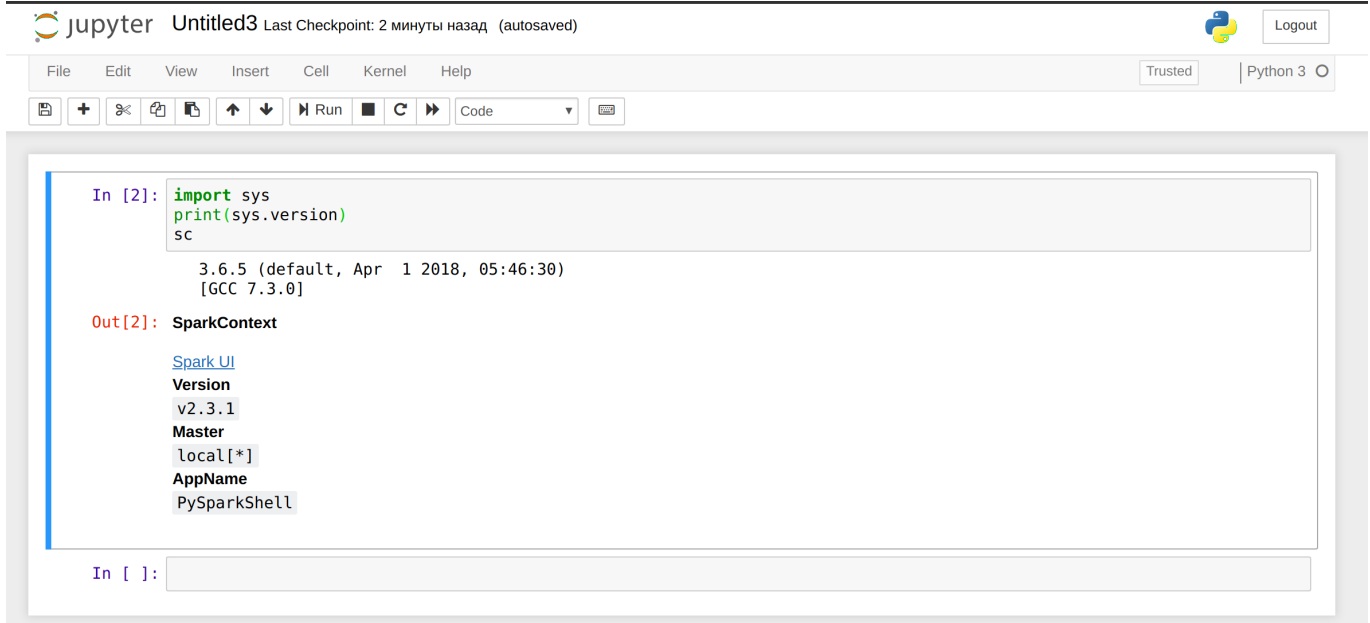 jupyter Untitled3 Last Checkpoint: 2 минуты назад (autosaved) Logout
File Edit View Insert Cell Kernel Help Trusted Python 3
Run Code
In [2]: import sys
print(sys.version)
sc
3.6.5 (default, Apr  1 2018, 05:46:30)
[GCC 7.3.0]
Out[2]: SparkContext
Spark UI
Version
v2.3.1
Master
local[*]
AppName
PySparkShell
In [ ]: